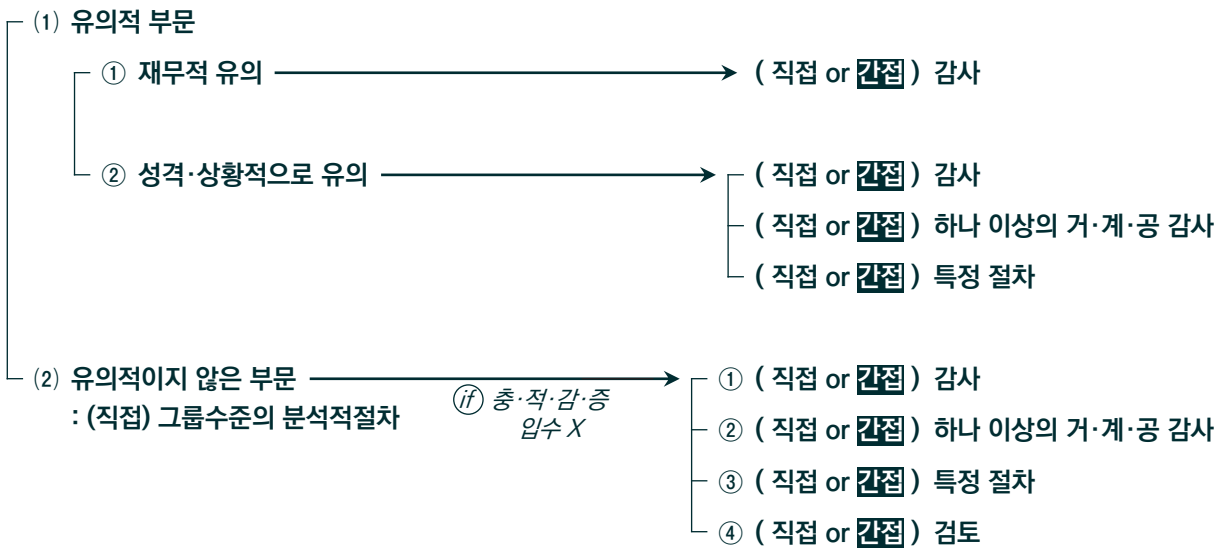 (1) 유의적 부문
① 재무적 유의
( 직접 or 간접 ) 감사
② 성격·상황적으로 유의
( 직접 or 간접 ) 감사
( 직접 or 간접 ) 하나 이상의 거·계·공 감사
( 직접 or 간접 ) 특정 절차
(2) 유의적이지 않은 부문
: (직접) 그룹수준의 분석적절차
if 충·적·감·증
입수 X
① ( 직접 or 간접 ) 감사
② ( 직접 or 간접 ) 하나 이상의 거·계·공 감사
③ ( 직접 or 간접 ) 특정 절차
④ ( 직접 or 간접 ) 검토